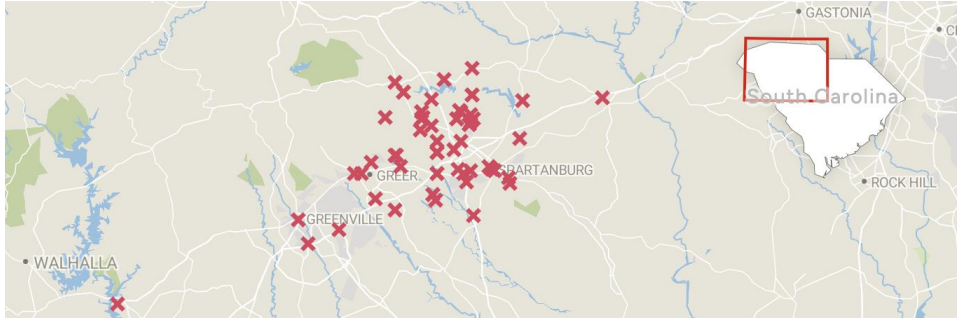 GASTONIA
South Carolina
SPARTANBURG
GREER
ROCK HILL
GREENVILLE
WALHALLA